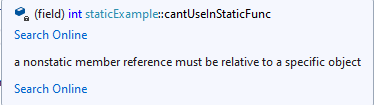 (field) int staticExample::cantUseInStaticFunc
Search Online
a nonstatic member reference must be relative to a specific object
Search Online